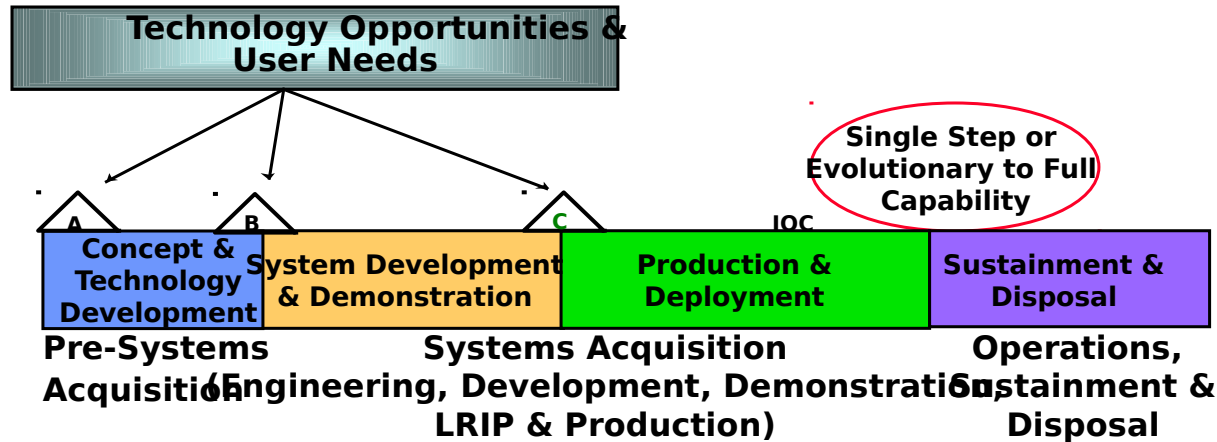 Technology Opportunities &
User Needs
Single Step or
Evolutionary to Full
Capability
A
B
C
IOC
Concept &
Technology
Development
System Development
& Demonstration
Production &
Deployment
Sustainment &
Disposal
Pre-Systems
Acquisition
Systems Acquisition
(Engineering, Development, Demonstration,
LRIP & Production)
Operations,
Sustainment &
Disposal